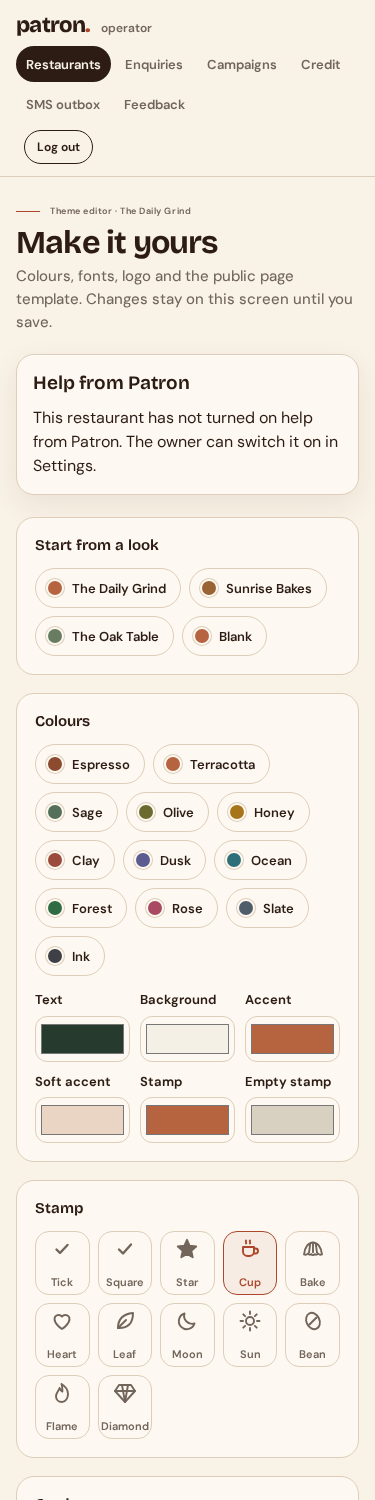 patron. operator
Restaurants Enquiries Campaigns Credit
SMS outbox Feedback
Log out
Theme editor · The Daily Grind
Make it yours
Colours, fonts, logo and the public page
template. Changes stay on this screen until you
save.
Help from Patron
This restaurant has not turned on help
from Patron. The owner can switch it on in
Settings.
Start from a look
The Daily Grind Sunrise Bakes
The Oak Table Blank
Colours
Espresso Terracotta
Sage Olive Honey
Clay Dusk Ocean
Forest Rose Slate
Ink
Text Background Accent
Soft accent Stamp Empty stamp
Stamp
Tick Square Star Cup Bake
Heart Leaf Moon Sun Bean
Flame Diamond